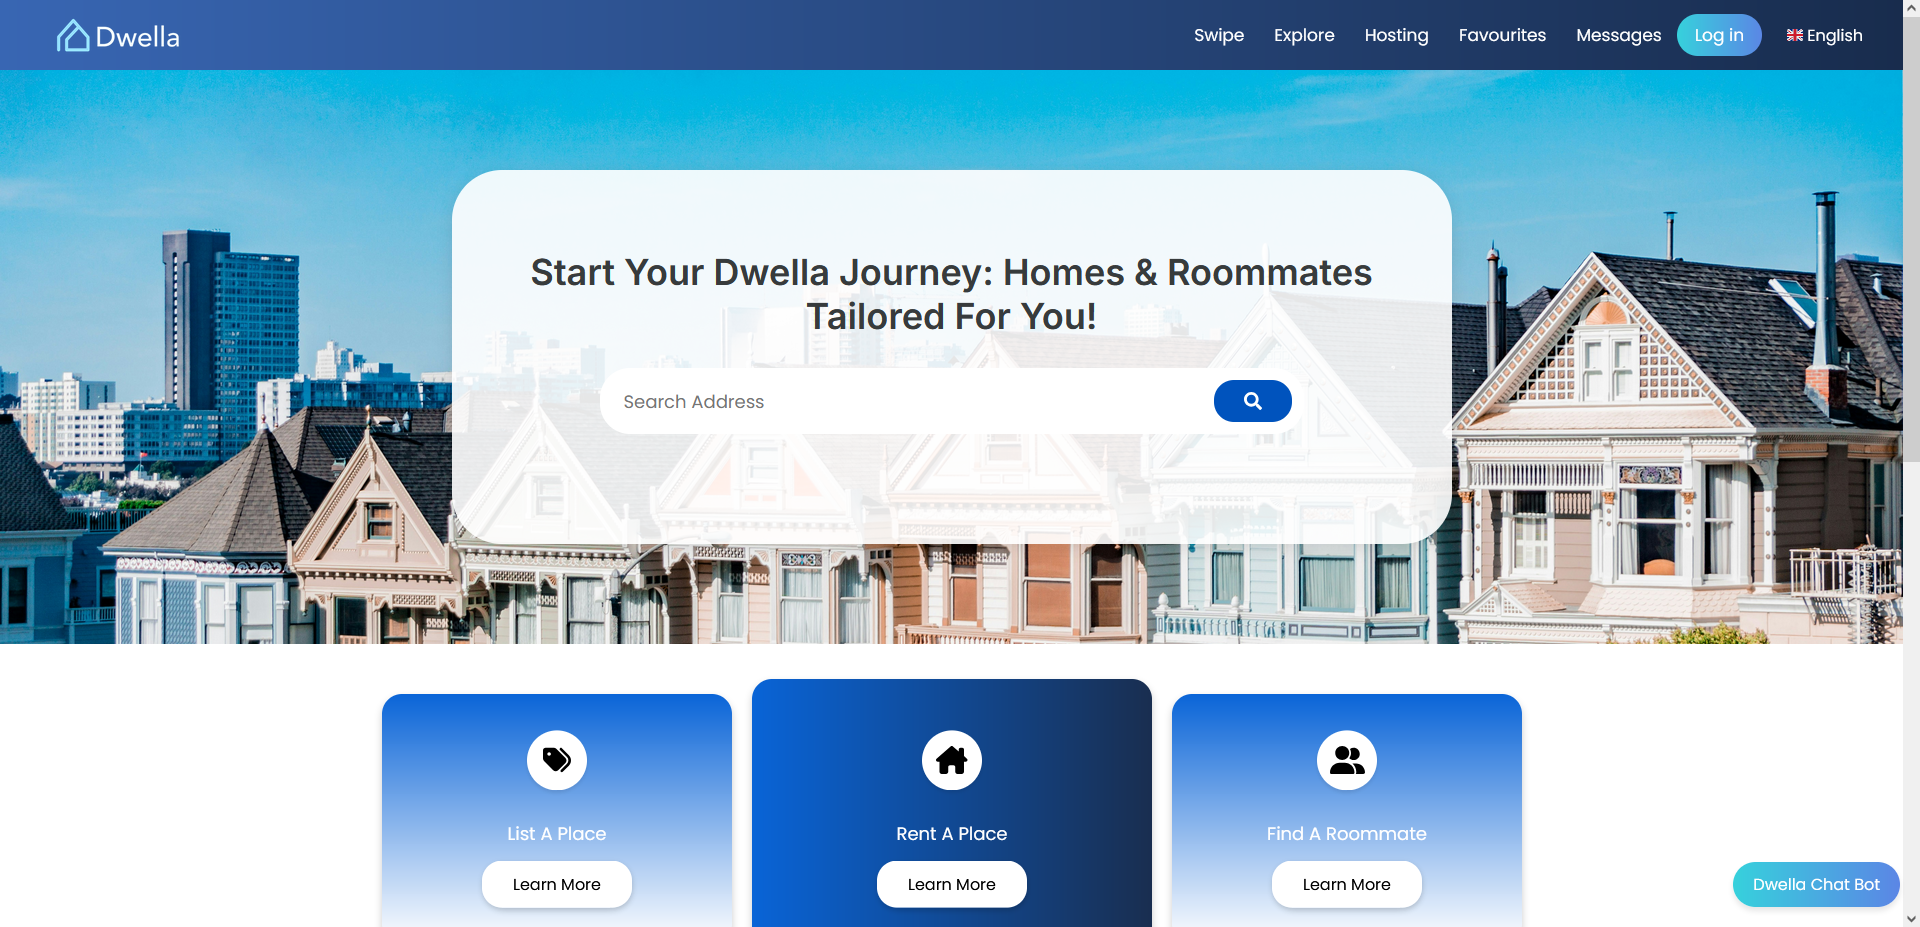 Dwella
Swipe
Explore
Hosting
Favourites
Messages
Log in
English
Start Your Dwella Journey: Homes & Roommates
Tailored For You!
Search Address
List A Place
Learn More
Rent A Place
Learn More
Find A Roommate
Learn More
Dwella Chat Bot